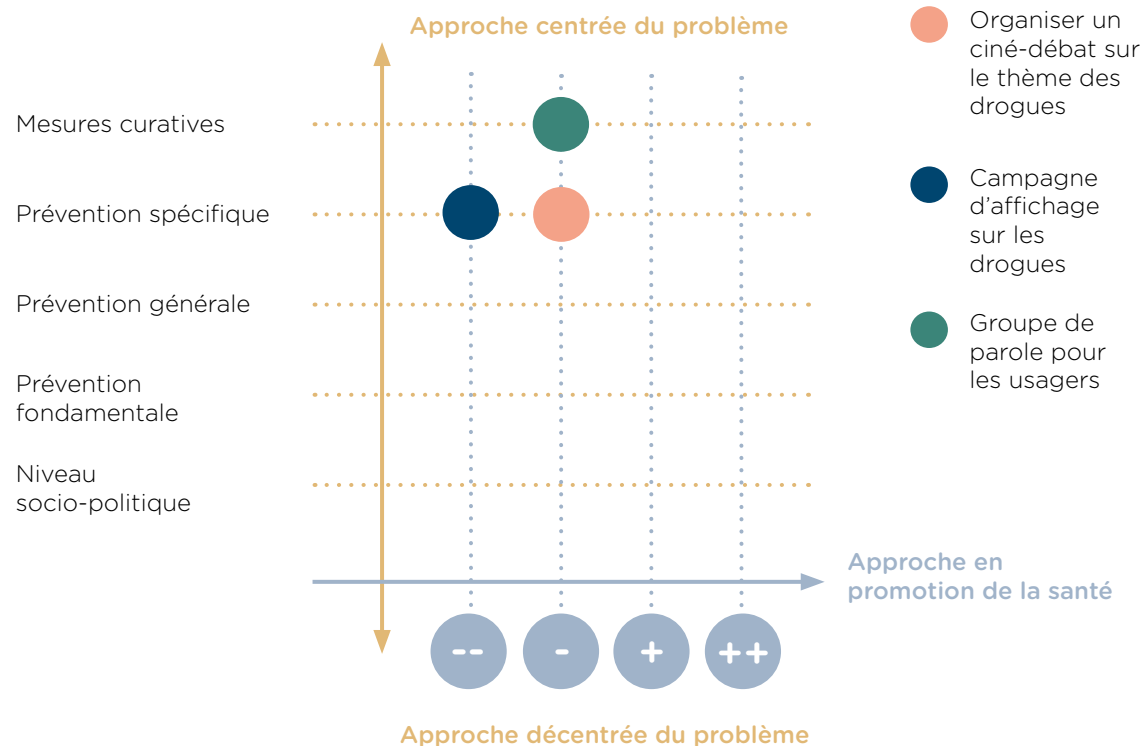 Approche centrée du problème
Mesures curatives
Prévention spécifique
Prévention générale
Prévention
fondamentale
Niveau
socio-politique
Organiser un
ciné-débat sur
le thème des
drogues
Campagne
d’affichage
sur les
drogues
Groupe de
parole pour
les usagers
Approche en
promotion de la santé
--
-
+
++
Approche décentrée du problème